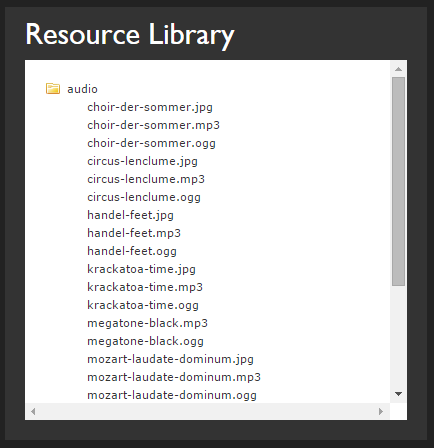 Resource Library
audio
choir-der-sommer.jpg
choir-der-sommer.mp3
choir-der-sommer.ogg
circus-lenclume.jpg
circus-lenclume.mp3
circus-lenclume.ogg
handel-feet.jpg
handel-feet.mp3
handel-feet.ogg
krackatoa-time.jpg
krackatoa-time.mp3
krackatoa-time.ogg
megatone-black.mp3
megatone-black.ogg
mozart-laudate-dominum.jpg
mozart-laudate-dominum.mp3
mozart-laudate-dominum.ogg